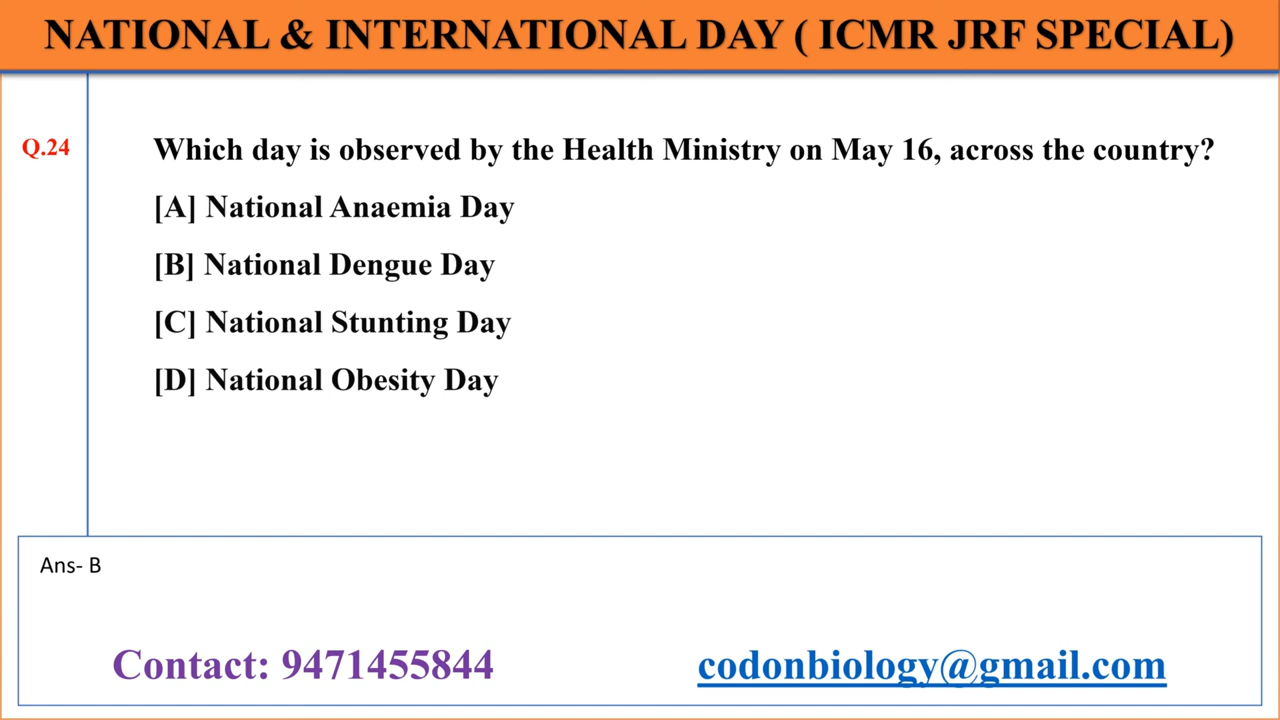 NATIONAL & INTERNATIONAL DAY ( ICMR JRF SPECIAL)
Q.24 Which day is observed by the Health Ministry on May 16, across the country?
[A] National Anaemia Day
[B] National Dengue Day
[C] National Stunting Day
[D] National Obesity Day
Ans- B
Contact: 9471455844 codonbiology@gmail.com